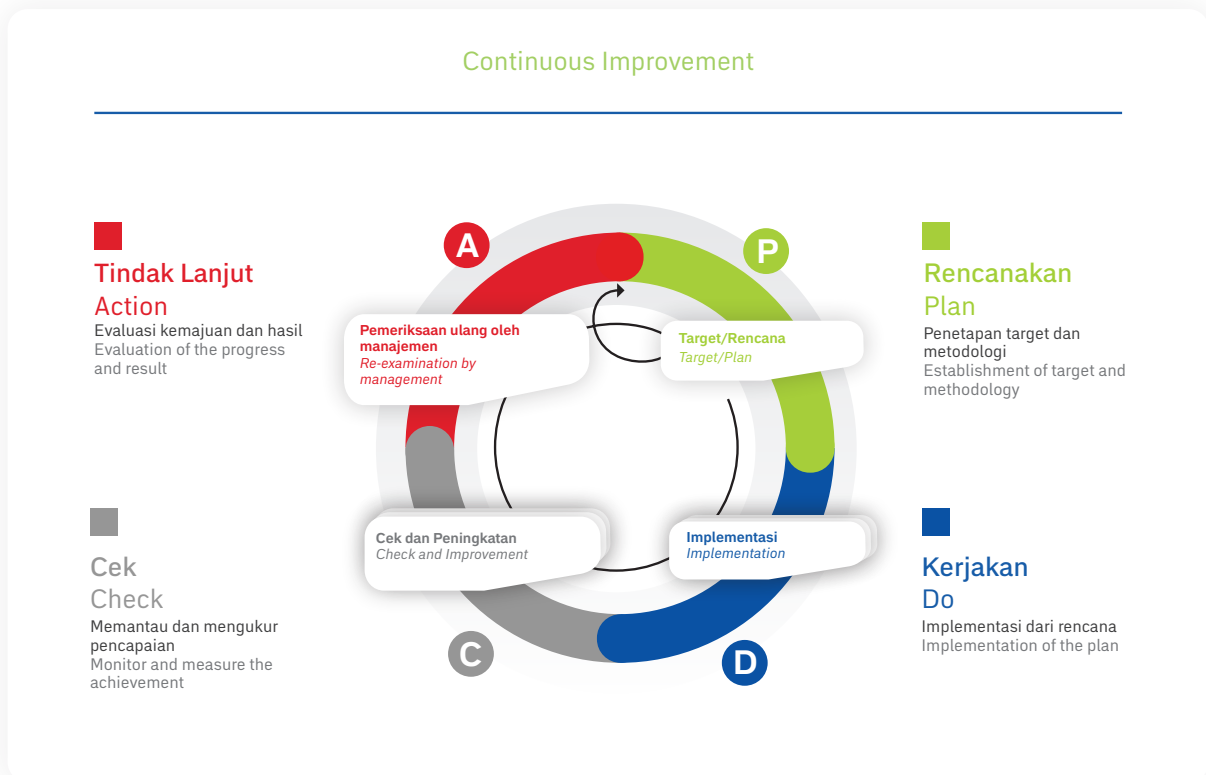 Continuous Improvement
A
P
Tindak Lanjut
Action
Evaluasi kemajuan dan hasil
Evaluation of the progress
and result
Pemeriksaan ulang oleh
manajemen
Re-examination by
management
Target/Rencana
Target/Plan
Rencanakan
Plan
Penetapan target dan
metodologi
Establishment of target and
methodology
Cek
Check
Memantau dan mengukur
pencapaian
Monitor and measure the
achievement
Cek dan Peningkatan
Check and Improvement
Implementasi
Implementation
Kerjakan
Do
Implementasi dari rencana
Implementation of the plan
C
D